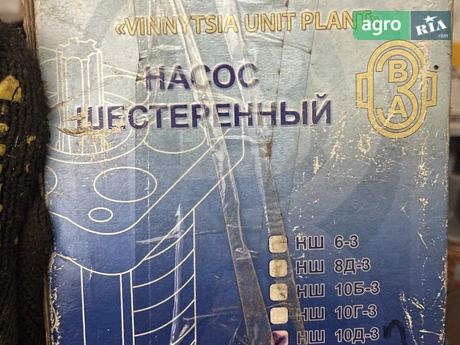 «VINNYTSIA UNIT PLANT
agro RIA.com
НАСОС
ШЕСТЕРЕННЫЙ
В
З
А
НШ 6-3
НШ 8Д-3
НШ 10Б-3
НШ 10Г-3
НШ 10Д-3